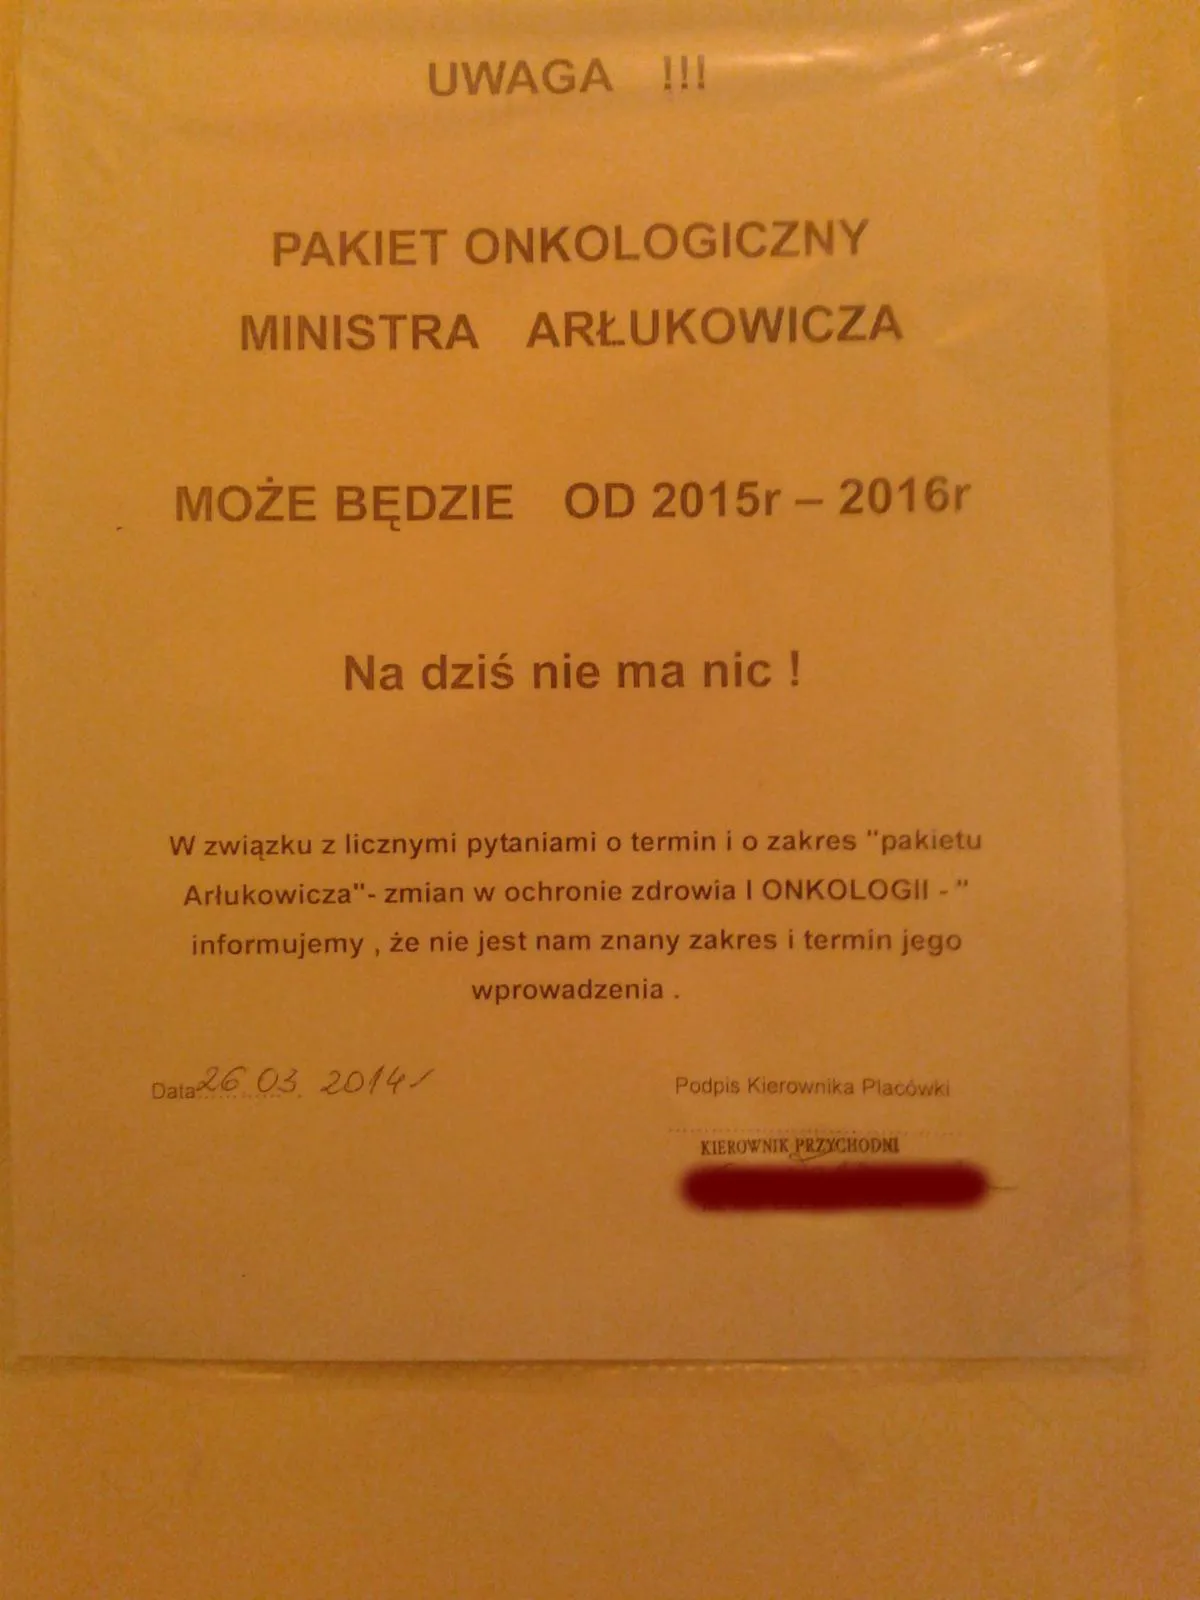 UWAGA !!!
PAKIET ONKOLOGICZNY
MINISTRA ARŁUKOWICZA
MOŻE BĘDZIE OD 2015r – 2016r
Na dziś nie ma nic !
W związku z licznymi pytaniami o termin i o zakres "pakietu
Arłukowicza"- zmian w ochronie zdrowia I ONKOLOGII - "
informujemy , że nie jest nam znany zakres i termin jego
wprowadzenia .
Data 26.03.2014r
Podpis Kierownika Placówki
KIEROWNIK PRZYCHODNI